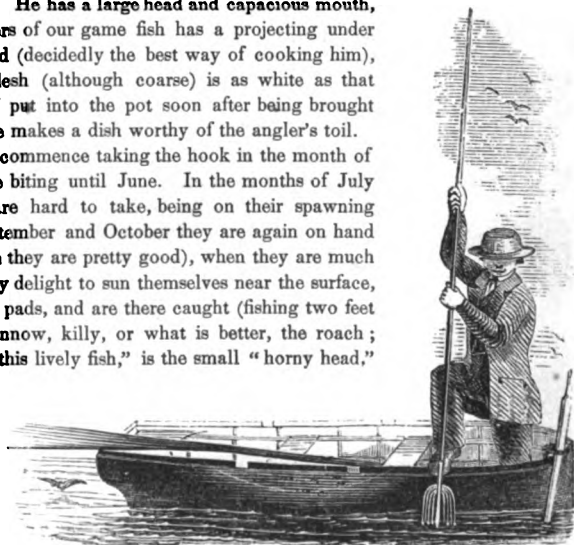 He has a large head and capacious mouth,
of our game fish has a projecting under
(decidedly the best way of cooking him),
(although coarse) is as white as that
put into the pot soon after being brought
makes a dish worthy of the angler's toil.
commence taking the hook in the month of
biting until June. In the months of July
hard to take, being on their spawning
and October they are again on hand
they are pretty good), when they are much
delight to sun themselves near the surface,
pads, and are there caught (fishing two feet
killy, or what is better, the roach ;
this lively fish," is the small "horny head,"